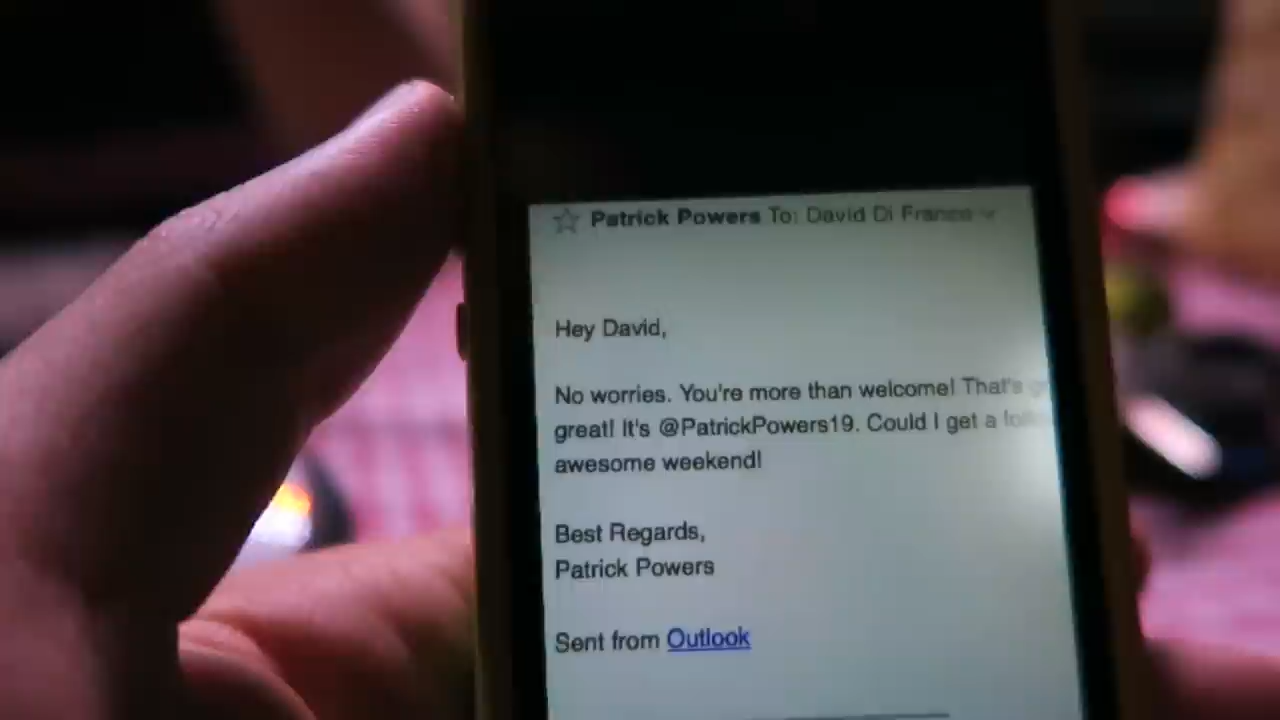 Patrick Powers To: David Di Franco
Hey David,
No worries. You're more than welcome! That's
great! It's @PatrickPowers19. Could I get a
awesome weekend!
Best Regards,
Patrick Powers
Sent from Outlook